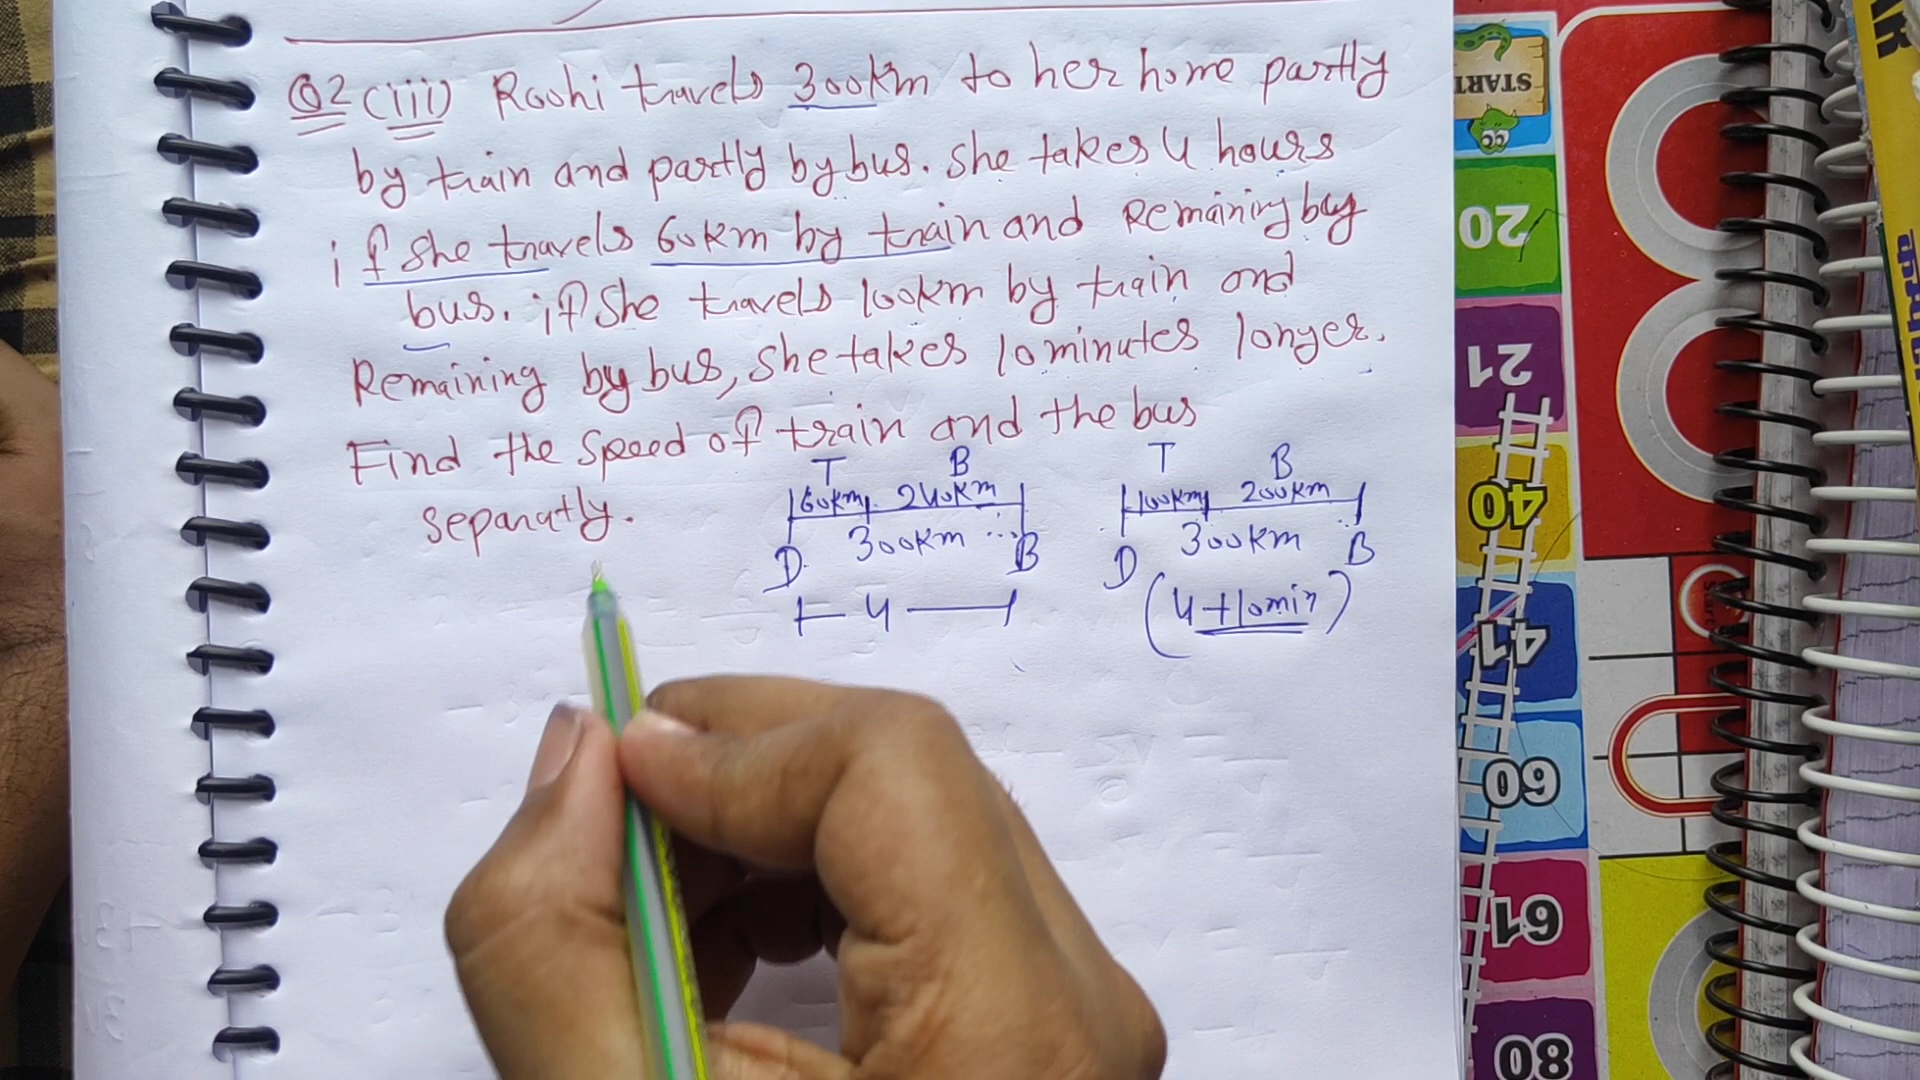 Q2 (iii) Roohi travels 300km to her home partly
by train and partly by bus. She takes 4 hours
if she travels 60km by train and Remaining by
bus. if She travels 100km by train and
Remaining by bus, She takes 10 minutes longer.
Find the Speed of train and the bus
separatly.
T B
60km 240km
300km ...
D B
4
T B
100km 200km
300km
D B
(4+10min)
START
20
21
40
41
60
61
80